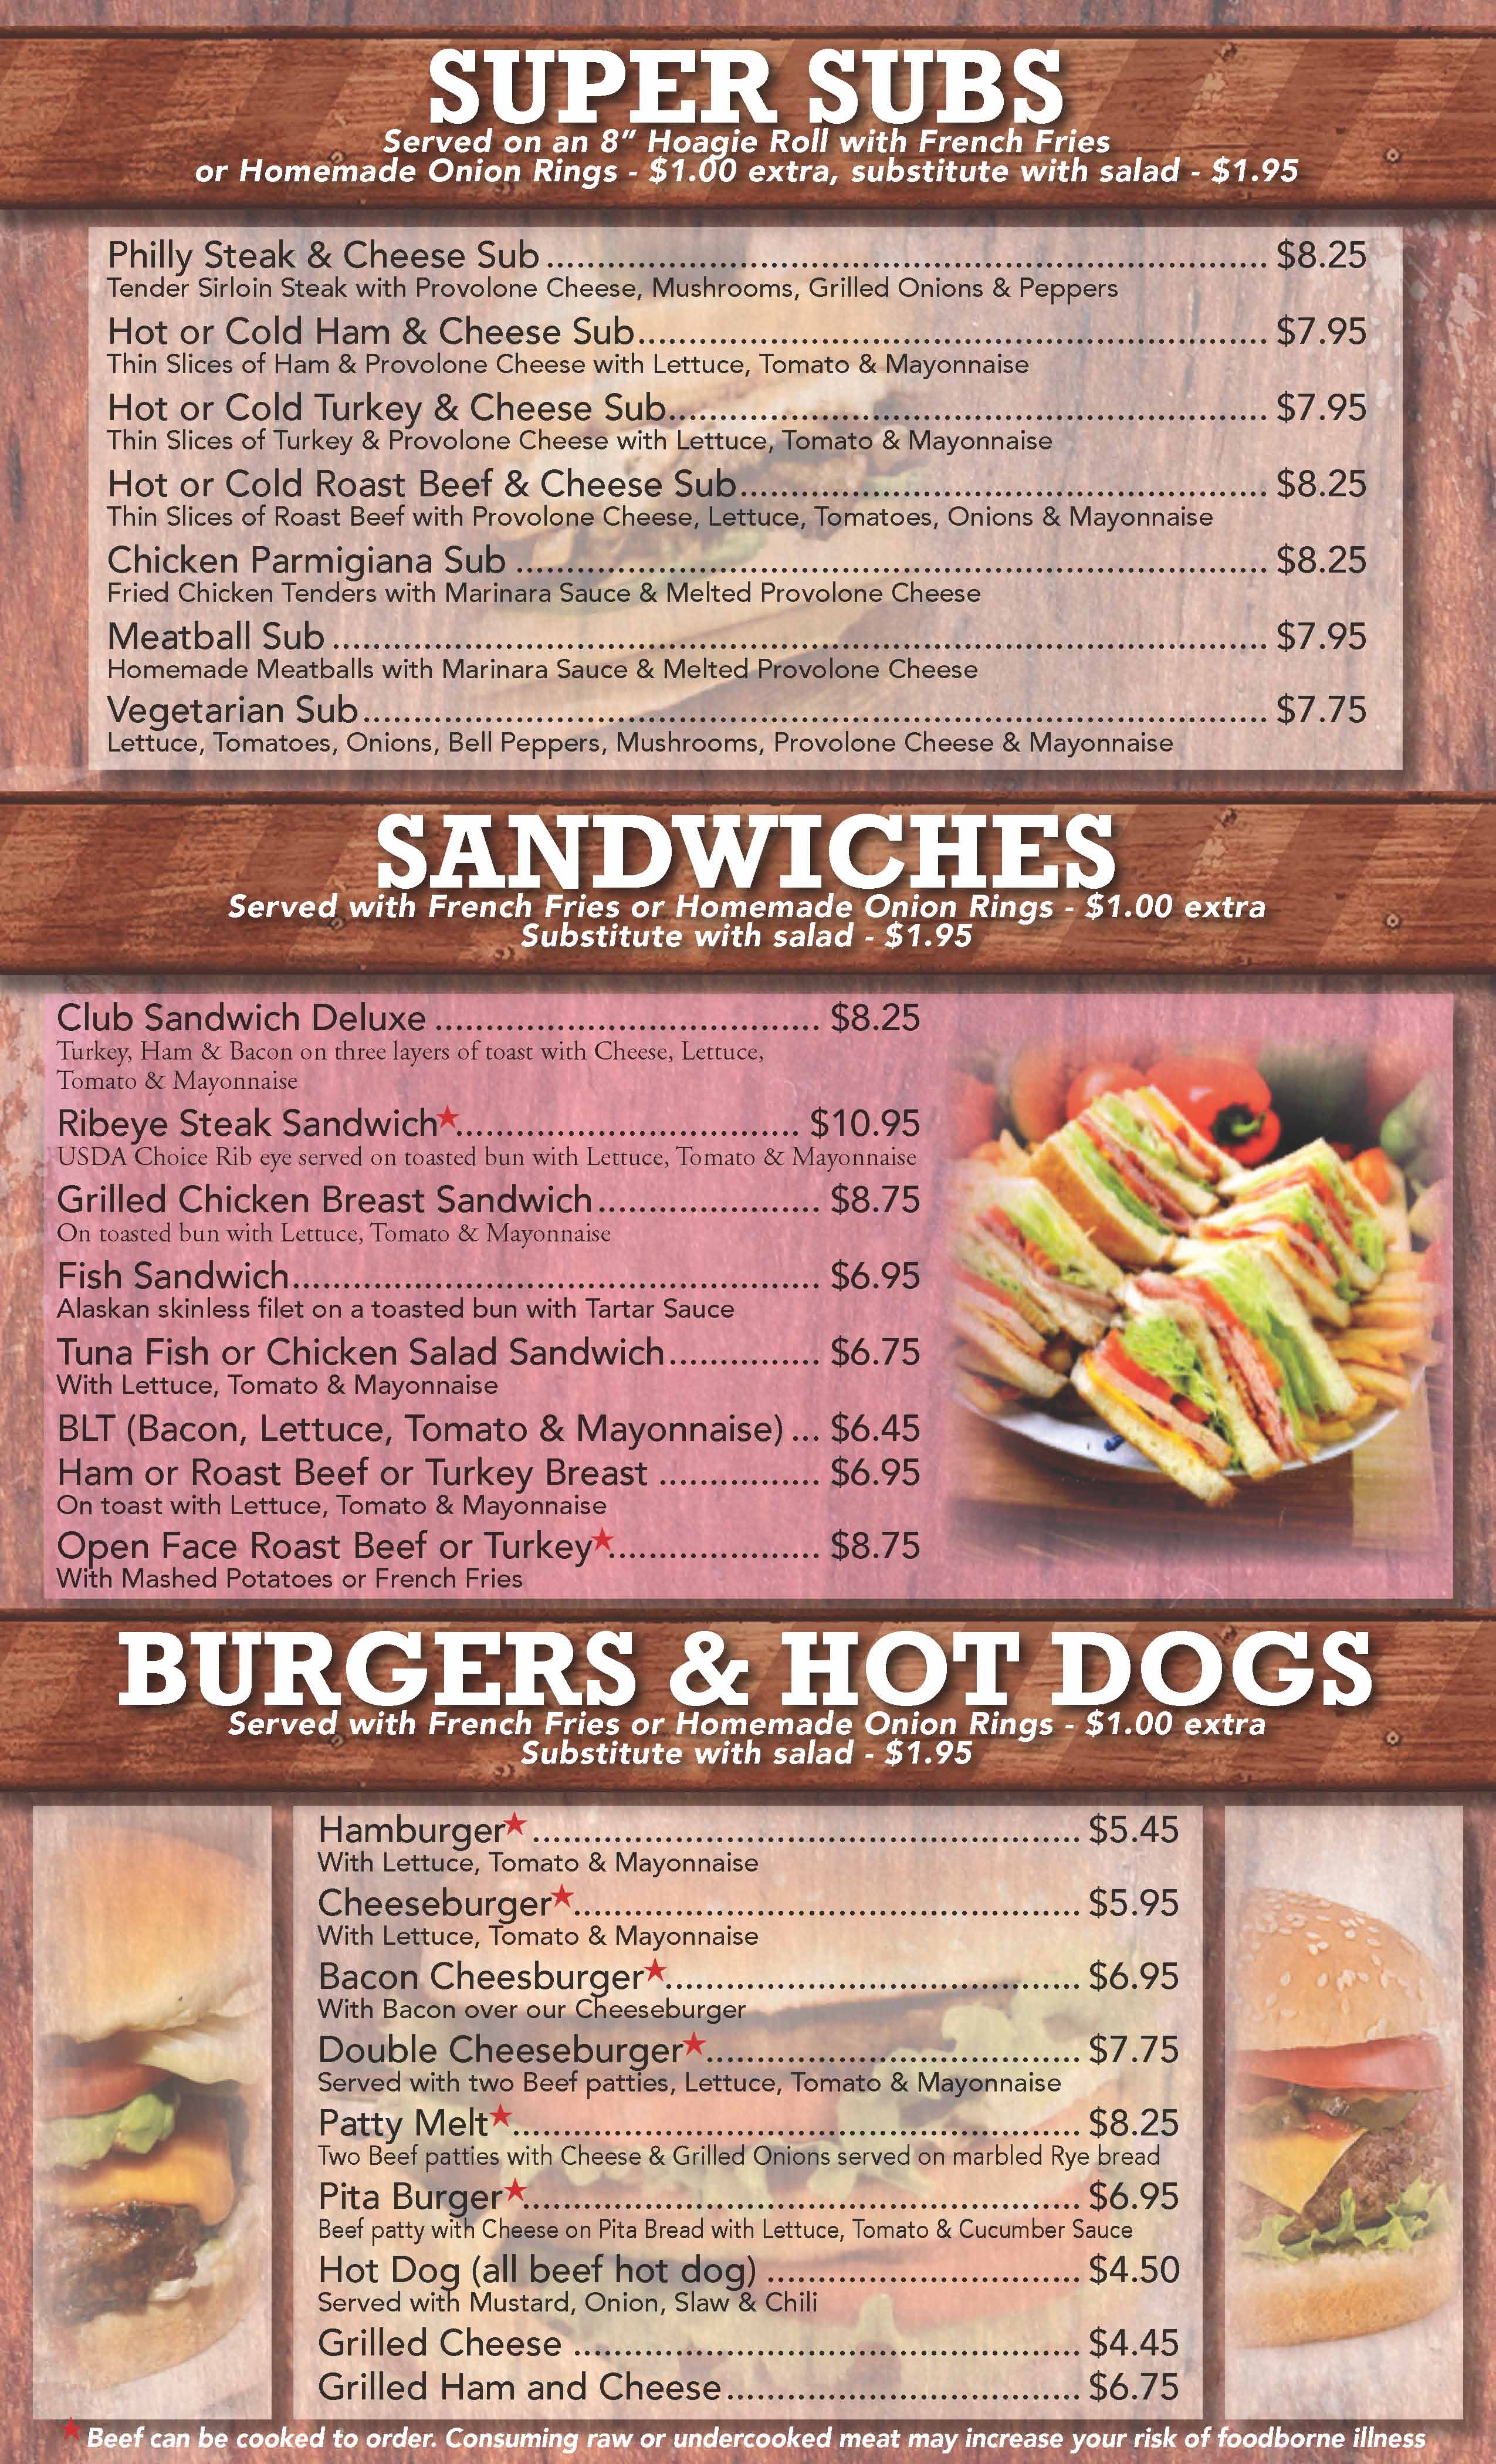 SUPER SUBS
Served on an 8” Hoagie Roll with French Fries
or Homemade Onion Rings - $1.00 extra, substitute with salad - $1.95
Philly Steak & Cheese Sub ........................................................................ $8.25
Tender Sirloin Steak with Provolone Cheese, Mushrooms, Grilled Onions & Peppers
Hot or Cold Ham & Cheese Sub............................................................... $7.95
Thin Slices of Ham & Provolone Cheese with Lettuce, Tomato & Mayonnaise
Hot or Cold Turkey & Cheese Sub............................................................ $7.95
Thin Slices of Turkey & Provolone Cheese with Lettuce, Tomato & Mayonnaise
Hot or Cold Roast Beef & Cheese Sub..................................................... $8.25
Thin Slices of Roast Beef with Provolone Cheese, Lettuce, Tomatoes, Onions & Mayonnaise
Chicken Parmigiana Sub ........................................................................... $8.25
Fried Chicken Tenders with Marinara Sauce & Melted Provolone Cheese
Meatball Sub ............................................................................................. $7.95
Homemade Meatballs with Marinara Sauce & Melted Provolone Cheese
Vegetarian Sub.......................................................................................... $7.75
Lettuce, Tomatoes, Onions, Bell Peppers, Mushrooms, Provolone Cheese & Mayonnaise
SANDWICHES
Served with French Fries or Homemade Onion Rings - $1.00 extra
Substitute with salad - $1.95
Club Sandwich Deluxe ...................................... $8.25
Turkey, Ham & Bacon on three layers of toast with Cheese, Lettuce,
Tomato & Mayonnaise
Ribeye Steak Sandwich★.................................. $10.95
USDA Choice Rib eye served on toasted bun with Lettuce, Tomato & Mayonnaise
Grilled Chicken Breast Sandwich...................... $8.75
On toasted bun with Lettuce, Tomato & Mayonnaise
Fish Sandwich.................................................... $6.95
Alaskan skinless filet on a toasted bun with Tartar Sauce
Tuna Fish or Chicken Salad Sandwich............... $6.75
With Lettuce, Tomato & Mayonnaise
BLT (Bacon, Lettuce, Tomato & Mayonnaise) ... $6.45
Ham or Roast Beef or Turkey Breast ................ $6.95
On toast with Lettuce, Tomato & Mayonnaise
Open Face Roast Beef or Turkey★..................... $8.75
With Mashed Potatoes or French Fries
BURGERS & HOT DOGS
Served with French Fries or Homemade Onion Rings - $1.00 extra
Substitute with salad - $1.95
Hamburger★ ...................................................... $5.45
With Lettuce, Tomato & Mayonnaise
Cheeseburger★.................................................. $5.95
With Lettuce, Tomato & Mayonnaise
Bacon Cheesburger★......................................... $6.95
With Bacon over our Cheeseburger
Double Cheeseburger★..................................... $7.75
Served with two Beef patties, Lettuce, Tomato & Mayonnaise
Patty Melt★........................................................ $8.25
Two Beef patties with Cheese & Grilled Onions served on marbled Rye bread
Pita Burger★....................................................... $6.95
Beef patty with Cheese on Pita Bread with Lettuce, Tomato & Cucumber Sauce
Hot Dog (all beef hot dog) ............................... $4.50
Served with Mustard, Onion, Slaw & Chili
Grilled Cheese .................................................. $4.45
Grilled Ham and Cheese................................... $6.75
★ Beef can be cooked to order. Consuming raw or undercooked meat may increase your risk of foodborne illness